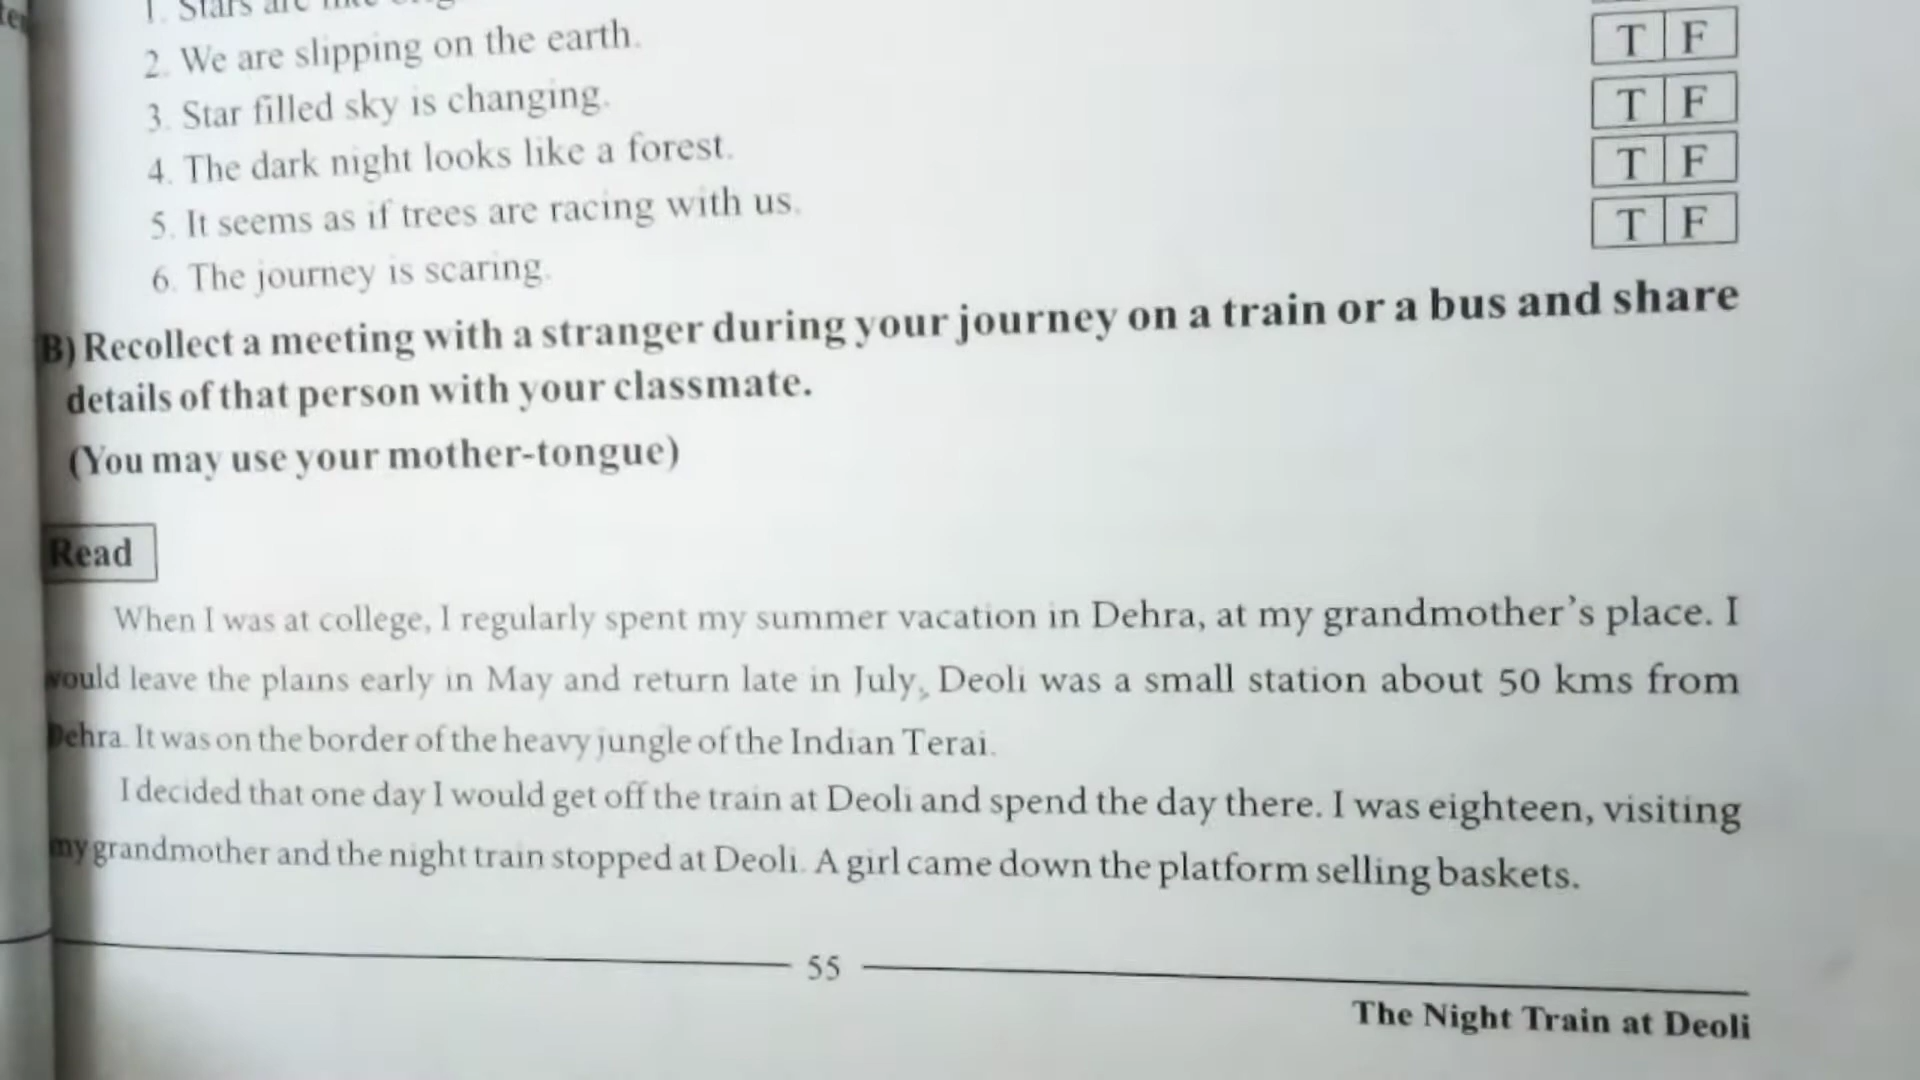 1. Stars are like
2. We are slipping on the earth.
T F
3. Star filled sky is changing.
T F
4. The dark night looks like a forest.
T F
5. It seems as if trees are racing with us.
T F
6. The journey is scaring.
B) Recollect a meeting with a stranger during your journey on a train or a bus and share
details of that person with your classmate.
(You may use your mother-tongue)
Read
When I was at college, I regularly spent my summer vacation in Dehra, at my grandmother's place. I
would leave the plains early in May and return late in July, Deoli was a small station about 50 kms from
Dehra. It was on the border of the heavy jungle of the Indian Terai.
I decided that one day I would get off the train at Deoli and spend the day there. I was eighteen, visiting
my grandmother and the night train stopped at Deoli. A girl came down the platform selling baskets.
55
The Night Train at Deoli